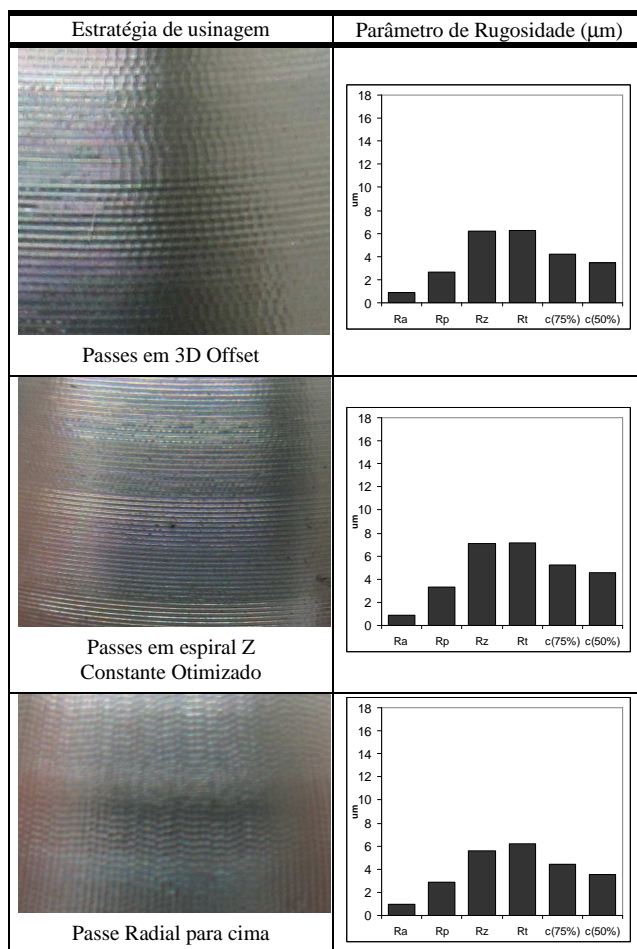 Estratégia de usinagem
Parâmetro de Rugosidade (µm)
18
16
14
12
10
8
6
4
2
0
um
Ra Rp Rz Rt c(75%) c(50%)
Passes em 3D Offset
18
16
14
12
10
8
6
4
2
0
um
Ra Rp Rz Rt c(75%) c(50%)
Passes em espiral Z
Constante Otimizado
18
16
14
12
10
8
6
4
2
0
um
Ra Rp Rz Rt c(75%) c(50%)
Passe Radial para cima